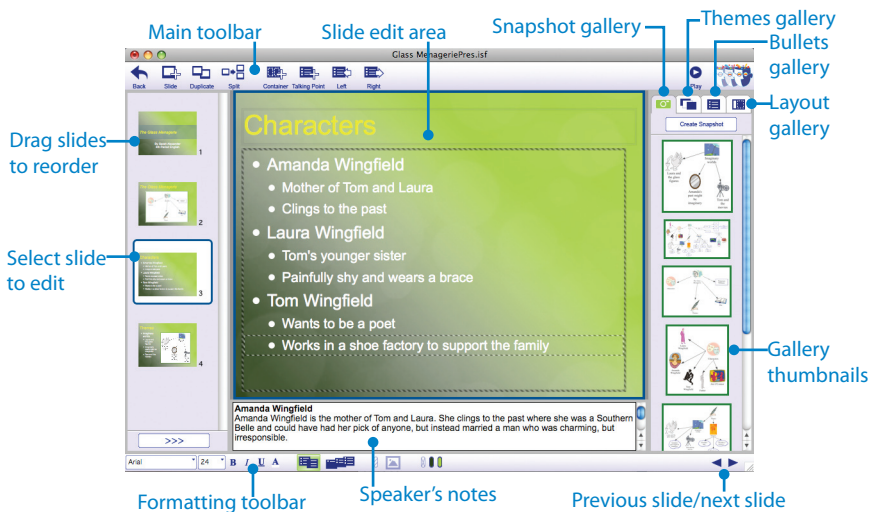 Main toolbar
Slide edit area
Snapshot gallery
Themes gallery
Bullets
gallery
Glass MenageriePres.isf
Back
Slide
Duplicate
Split
Container
Talking Point
Left
Right
Play
Layout
gallery
Create Snapshot
Drag slides
to reorder
1
2
Select slide
to edit
3
4
Characters
• Amanda Wingfield
• Mother of Tom and Laura
• Clings to the past
• Laura Wingfield
• Tom's younger sister
• Painfully shy and wears a brace
• Tom Wingfield
• Wants to be a poet
• Works in a shoe factory to support the family
Gallery
thumbnails
Amanda Wingfield
Amanda Wingfield is the mother of Tom and Laura. She clings to the past where she was a Southern
Belle and could have had her pick of anyone, but instead married a man who was charming, but
irresponsible.
>>>
Arial
24
B I U A
Formatting toolbar
Speaker's notes
Previous slide/next slide